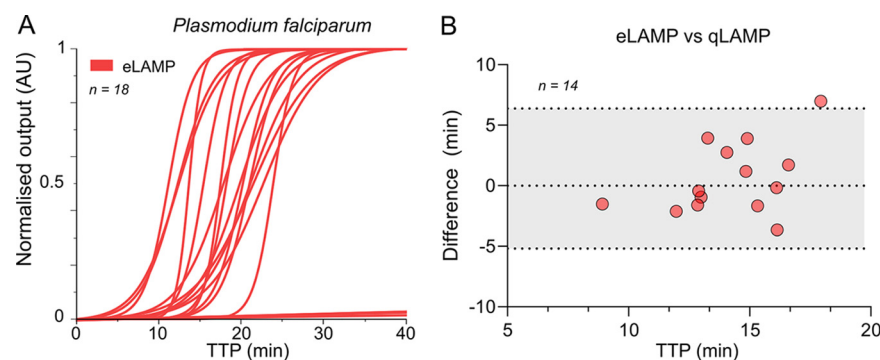 A
Plasmodium falciparum
Normalised output (AU)
1
0.5
0
eLAMP
n = 18
0
10
20
30
40
TTP (min)
B
eLAMP vs qLAMP
Difference (min)
10
5
0
-5
-10
n = 14
5
10
15
20
TTP (min)